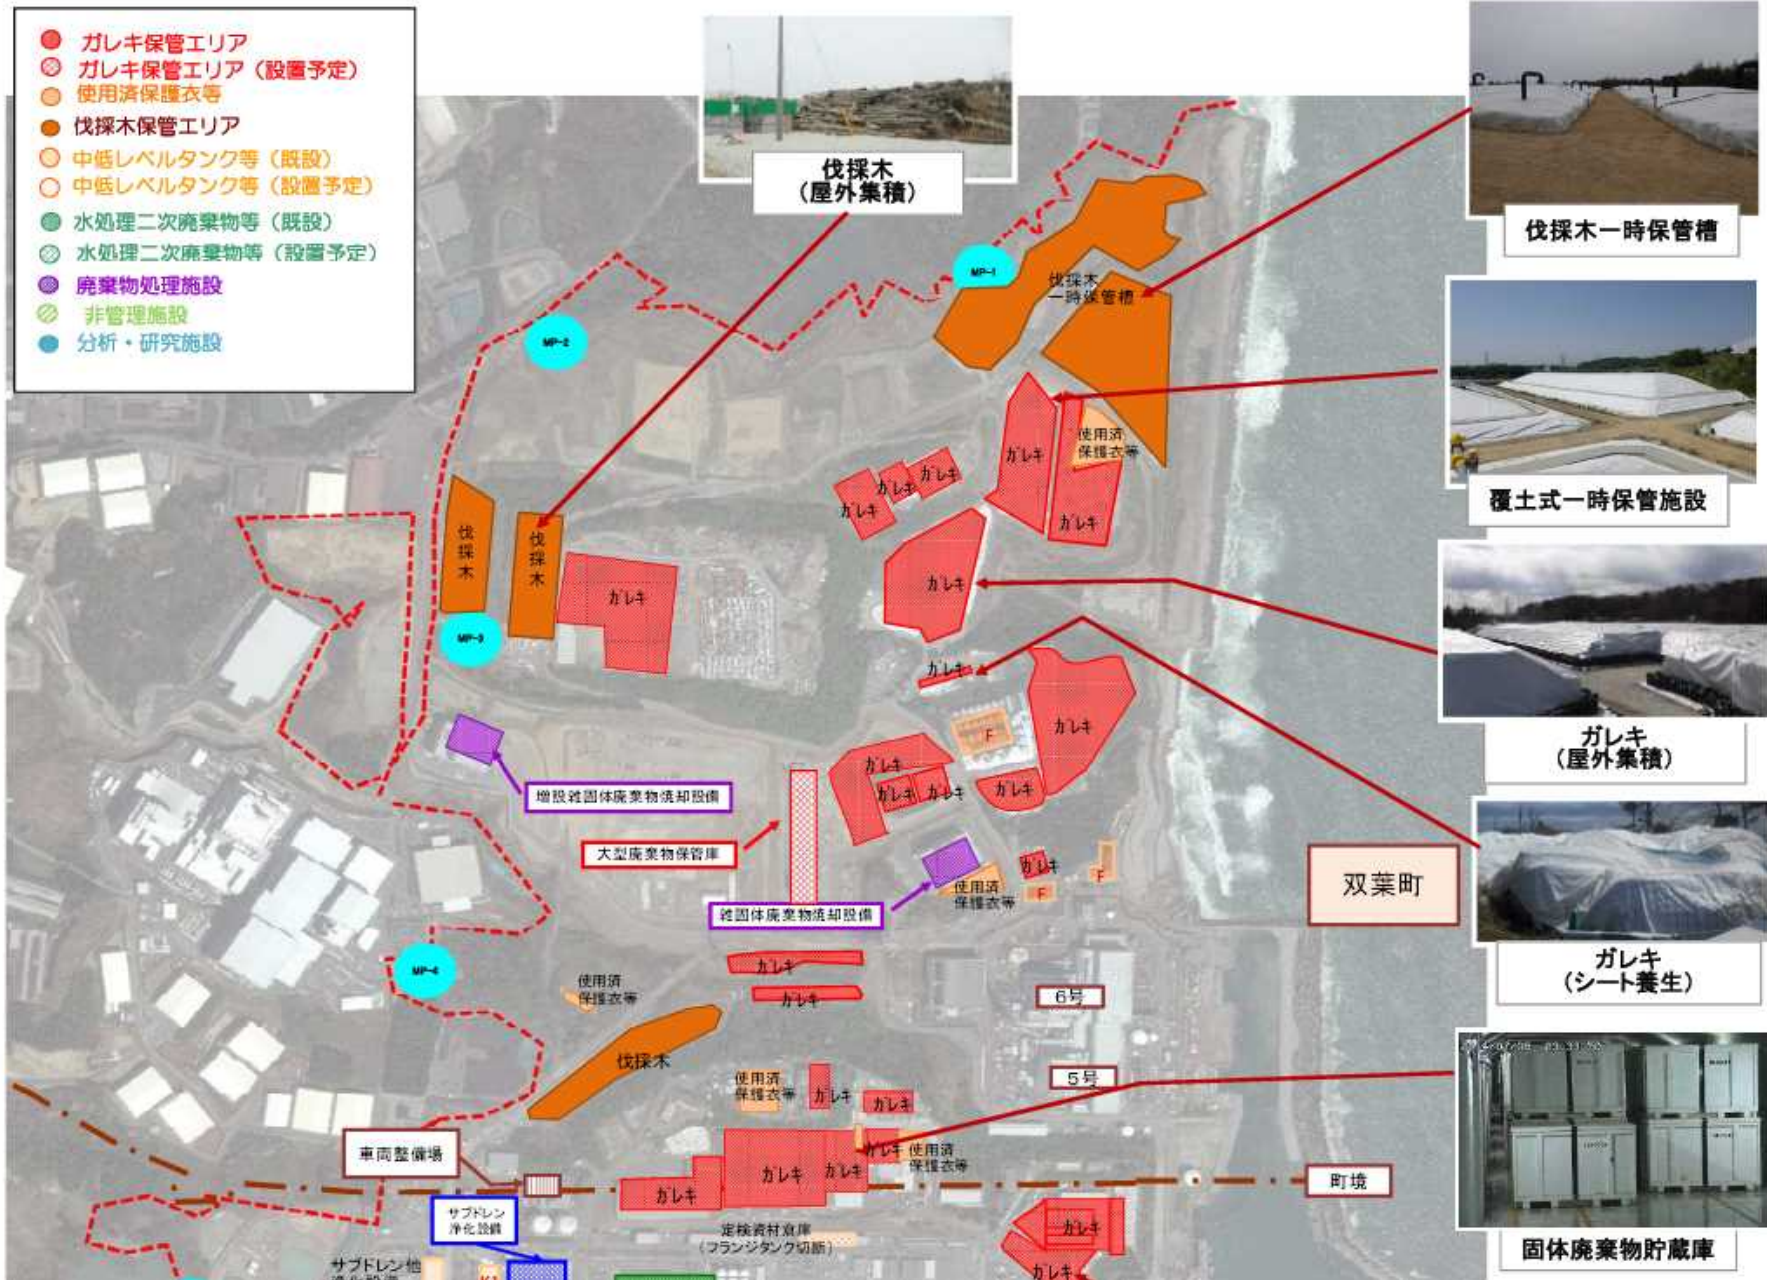 ガレキ保管エリア
ガレキ保管エリア（設置予定）
使用済保護衣等
伐採木保管エリア
中低レベルタンク等（既設）
中低レベルタンク等（設置予定）
水処理二次廃棄物等（既設）
水処理二次廃棄物等（設置予定）
廃棄物処理施設
非管理施設
分析・研究施設
伐採木
（屋外集積）
伐採木一時保管槽
MP-1
伐採木
一時保管槽
MP-2
覆土式一時保管施設
使用済
保護衣等
ガレキ
ガレキ
ガレキ
ガレキ
ガレキ
伐採木
伐採木
ガレキ
ガレキ
MP-3
ガレキ
ガレキ
（屋外集積）
ガレキ
F
ガレキ
ガレキ
ガレキ
ガレキ
増設雑固体廃棄物焼却設備
大型廃棄物保管庫
ガレキ
F
F
使用済
保護衣等
雑固体廃棄物焼却設備
双葉町
ガレキ
（シート養生）
MP-4
ガレキ
ガレキ
使用済
保護衣等
6号
伐採木
5号
使用済
保護衣等
ガレキ
ガレキ
車両整備場
ガレキ
ガレキ
ガレキ
使用済
保護衣等
ガレキ
町境
サブドレン
浄化設備
定検資材倉庫
（フランジタンク切断）
ガレキ
固体廃棄物貯蔵庫
サブドレン他
ガレキ